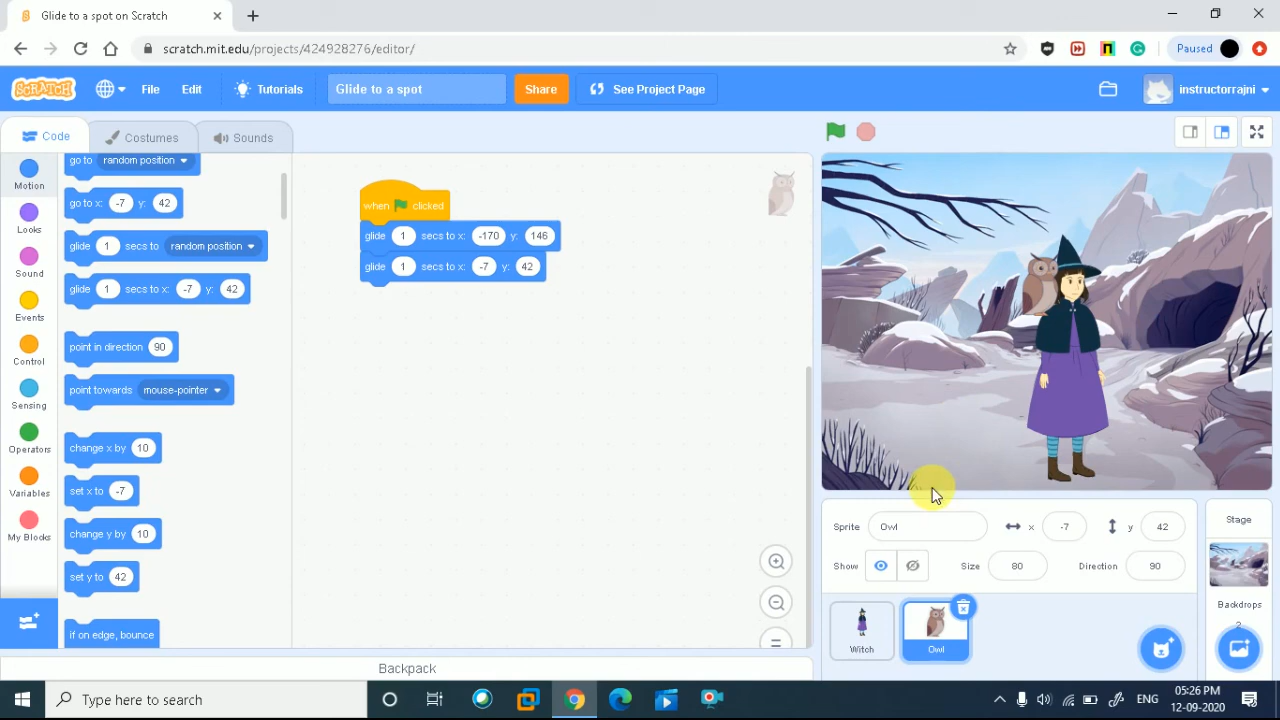 Glide to a spot on Scratch
scratch.mit.edu/projects/424928276/editor/
Paused
SCRATCH
File
Edit
Tutorials
Glide to a spot
Share
See Project Page
instructorrajni
Code
Costumes
Sounds
Motion
Looks
Sound
Events
Control
Sensing
Operators
Variables
My Blocks
go to random position
go to x: -7 y: 42
glide 1 secs to random position
glide 1 secs to x: -7 y: 42
point in direction 90
point towards mouse-pointer
change x by 10
set x to -7
change y by 10
set y to 42
if on edge, bounce
when clicked
glide 1 secs to x: -170 y: 146
glide 1 secs to x: -7 y: 42
Sprite Owl x -7 y 42
Show Size 80 Direction 90
Witch
Owl
Stage
Backdrops
2
Backpack
Type here to search
ENG
05:26 PM
12-09-2020